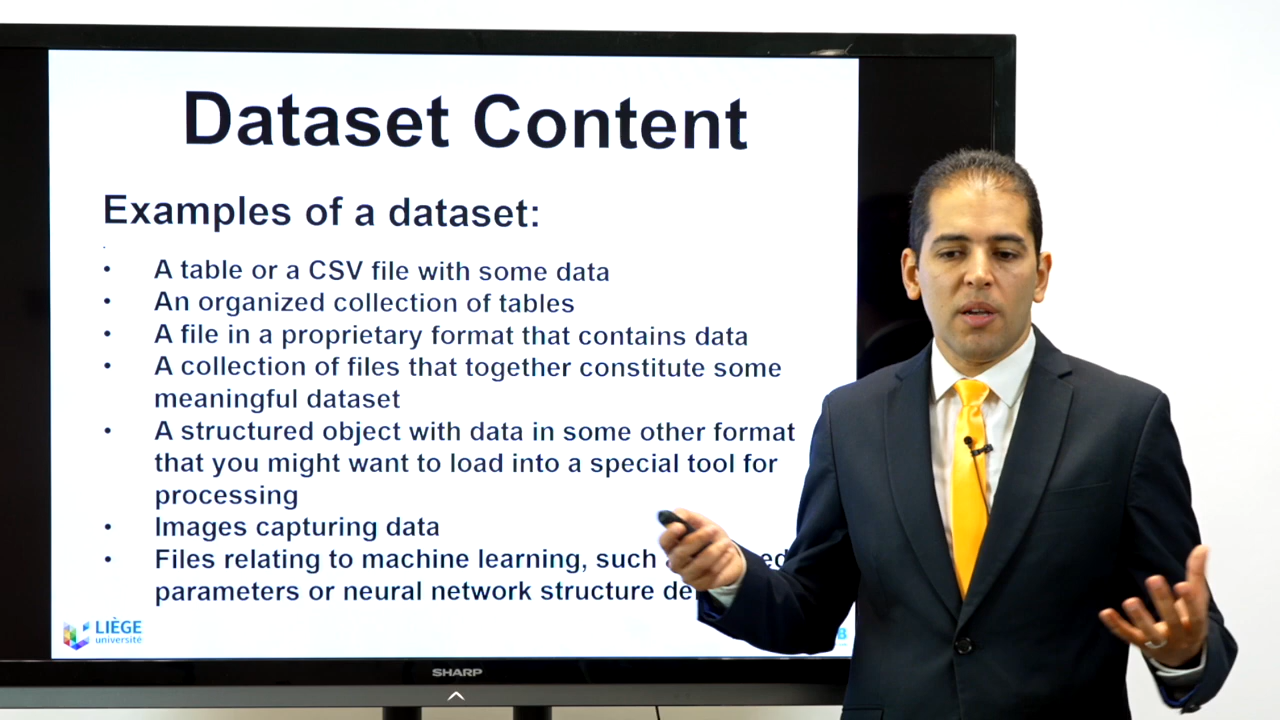 Dataset Content
Examples of a dataset:
• A table or a CSV file with some data
• An organized collection of tables
• A file in a proprietary format that contains data
• A collection of files that together constitute some
meaningful dataset
• A structured object with data in some other format
that you might want to load into a special tool for
processing
• Images capturing data
• Files relating to machine learning, such
parameters or neural network structure
LIÈGE
université
SHARP